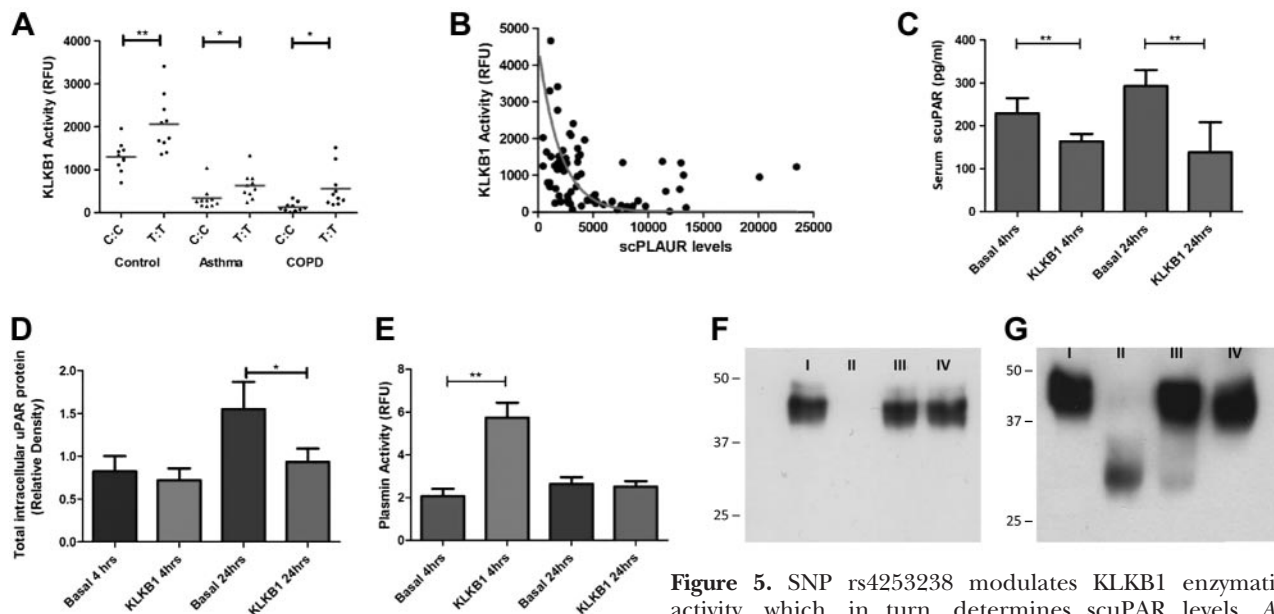 A
KLKB1 Activity (RFU)
4000
3000
2000
1000
0
**
*
*
C:C
T:T
C:C
T:T
C:C
T:T
Control
Asthma
COPD
B
KLKB1 Activity (RFU)
5000
4000
3000
2000
1000
0
0
5000
10000
15000
20000
25000
scPLAUR levels
C
Serum scuPAR (pg/ml)
400
300
200
100
0
**
**
Basal 4hrs
KLKB1 4hrs
Basal 24hrs
KLKB1 24hrs
D
Total intracellular uPAR protein
(Relative Density)
2.0
1.5
1.0
0.5
0.0
*
Basal 4 hrs
KLKB1 4hrs
Basal 24hrs
KLKB1 24hrs
E
Plasmin Activity (RFU)
8
6
4
2
0
**
Basal 4hrs
KLKB1 4hrs
Basal 24hrs
KLKB1 24hrs
F
I II III IV
50
37
25
G
I II III IV
50
37
25
Figure 5. SNP rs4253238 modulates KLKB1 enzymati
activity, which, in turn, determines scuPAR levels. A